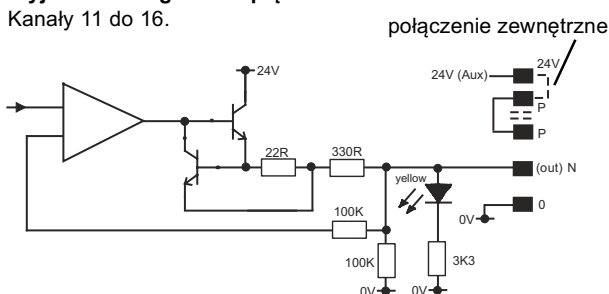 Kanały 11 do 16.
połączenie zewnętrzne
24V
24V (Aux)
24V
P
P
22R
330R
(out) N
yellow
0
0V
100K
100K
3K3
0V
0V